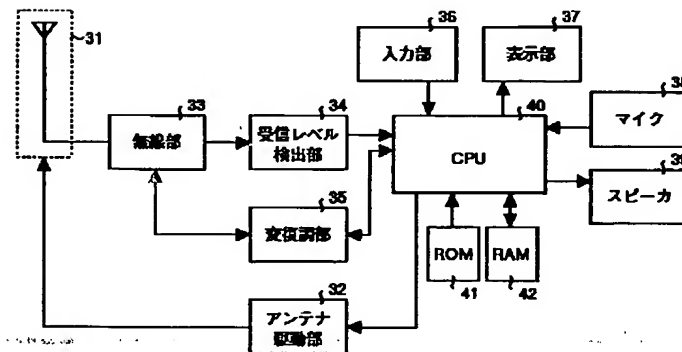 31
36
37
入力部
表示部
33
34
40
38
無線部
受信レベル
検出部
CPU
マイク
39
35
スピーカ
変復調部
ROM
RAM
41
42
32
アンテナ
駆動部